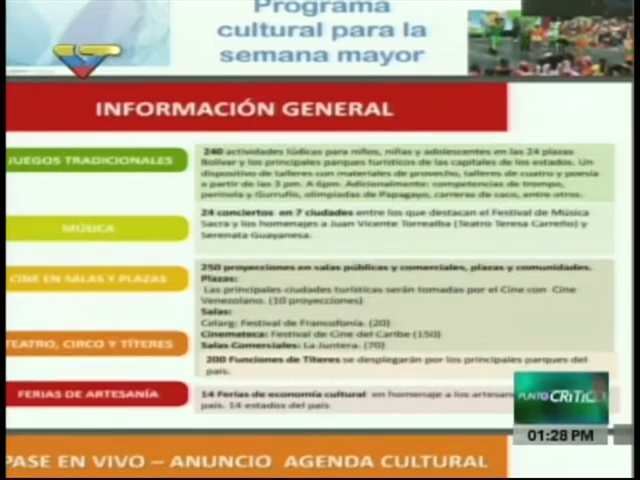 Programa
cultural para la
semana mayor
INFORMACIÓN GENERAL
JUEGOS TRADICIONALES
240 actividades lúdicas para niños, niñas y adolescentes en las 24 plazas
Bolívar y los principales parques turísticos de las capitales de los estados. Un
dispositivo de talleres con materiales de provecho, talleres de cuatro y poesía
a partir de las 3 pm. A 6pm. Adicionalmente: competencias de trompo,
perinola y Gurrufio, olimpiadas de Papagayo, carreras de saco, entre otros.
MÚSICA
24 conciertos en 7 ciudades entre los que destacan el Festival de Música
Sacra y los homenajes a Juan Vicente Torrealba (Teatro Teresa Carreño) y
Serenata Guayanesa.
CINE EN SALAS Y PLAZAS
250 proyecciones en salas públicas y comerciales, plazas y comunidades.
Plazas:
Las principales ciudades turísticas serán tomadas por el Cine con Cine
Venezolano. (10 proyecciones)
Salas:
Celarg: Festival de Francofonía. (20)
Cinemateca: Festival de Cine del Caribe (150)
Salas Comerciales: La Juntera. (70)
TEATRO, CIRCO Y TÍTERES
200 Funciones de Títeres se desplegarán por los principales parques del
país.
FERIAS DE ARTESANÍA
14 Ferias de economía cultural en homenaje a los artesan
país. 14 estados del país
PUNTO CRÍTICO
01:28 PM
PASE EN VIVO – ANUNCIO AGENDA CULTURAL